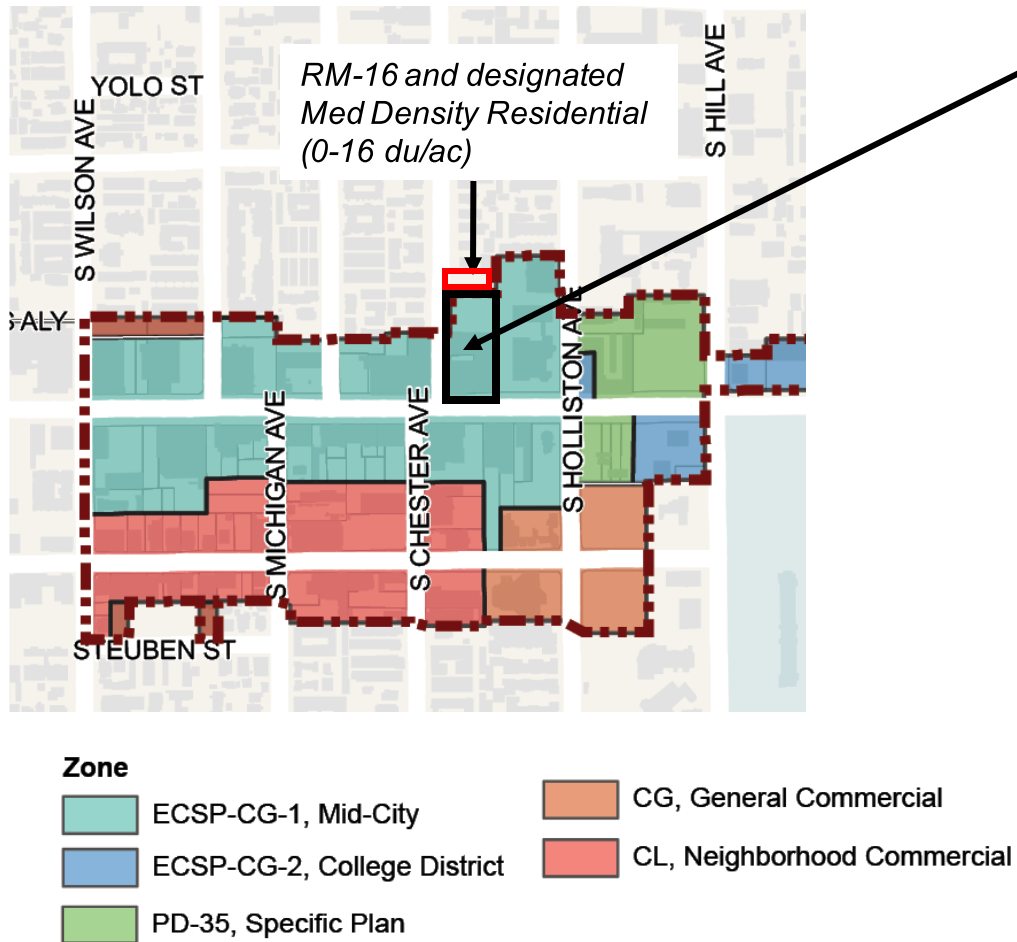 YOLO ST
RM-16 and designated
Med Density Residential
(0-16 du/ac)
S HILL AVE
S WILSON AVE
ALY
S MICHIGAN AVE
S CHESTER AVE
S HOLLISTON AVE
STEUBEN ST
Zone
ECSP-CG-1, Mid-City
ECSP-CG-2, College District
PD-35, Specific Plan
CG, General Commercial
CL, Neighborhood Commercial